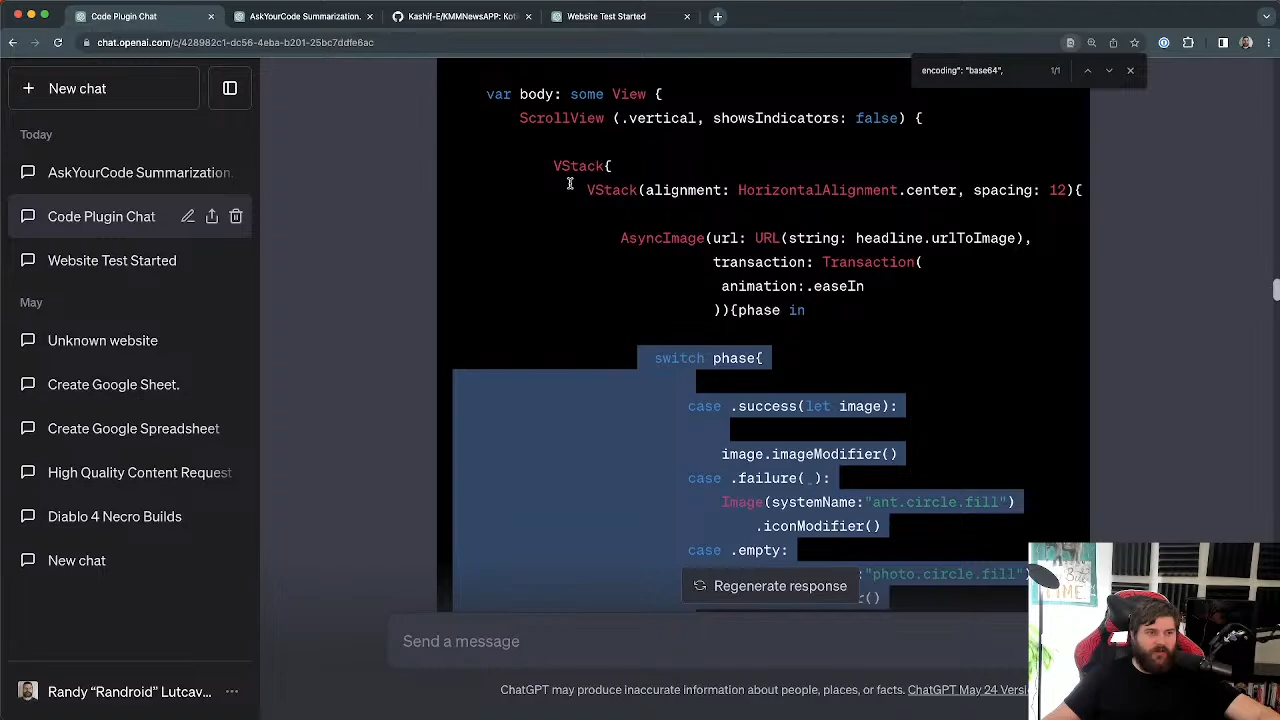 Code Plugin Chat
AskYourCode Summarization.
Kashif-E/KMMNewsAPP: Kot
Website Test Started
chat.openai.com/c/428982c1-dc56-4eba-b201-25bc7ddfe6ac
encoding": "base64",
1/1
New chat
Today
AskYourCode Summarization.
Code Plugin Chat
Website Test Started
May
Unknown website
Create Google Sheet.
Create Google Spreadsheet
High Quality Content Request
Diablo 4 Necro Builds
New chat
Randy “Randroid” Lutcav...
var body: some View {
ScrollView (.vertical, showsIndicators: false) {
VStack{
VStack(alignment: HorizontalAlignment.center, spacing: 12){
AsyncImage(url: URL(string: headline.urlToImage),
transaction: Transaction(
animation:.easeIn
)){phase in
switch phase{
case .success(let image):
image.imageModifier()
case .failure(_):
Image(systemName:"ant.circle.fill")
.iconModifier()
case .empty:
:"photo.circle.fill")
r()
Regenerate response
Send a message
ChatGPT may produce inaccurate information about people, places, or facts. ChatGPT May 24 Versi